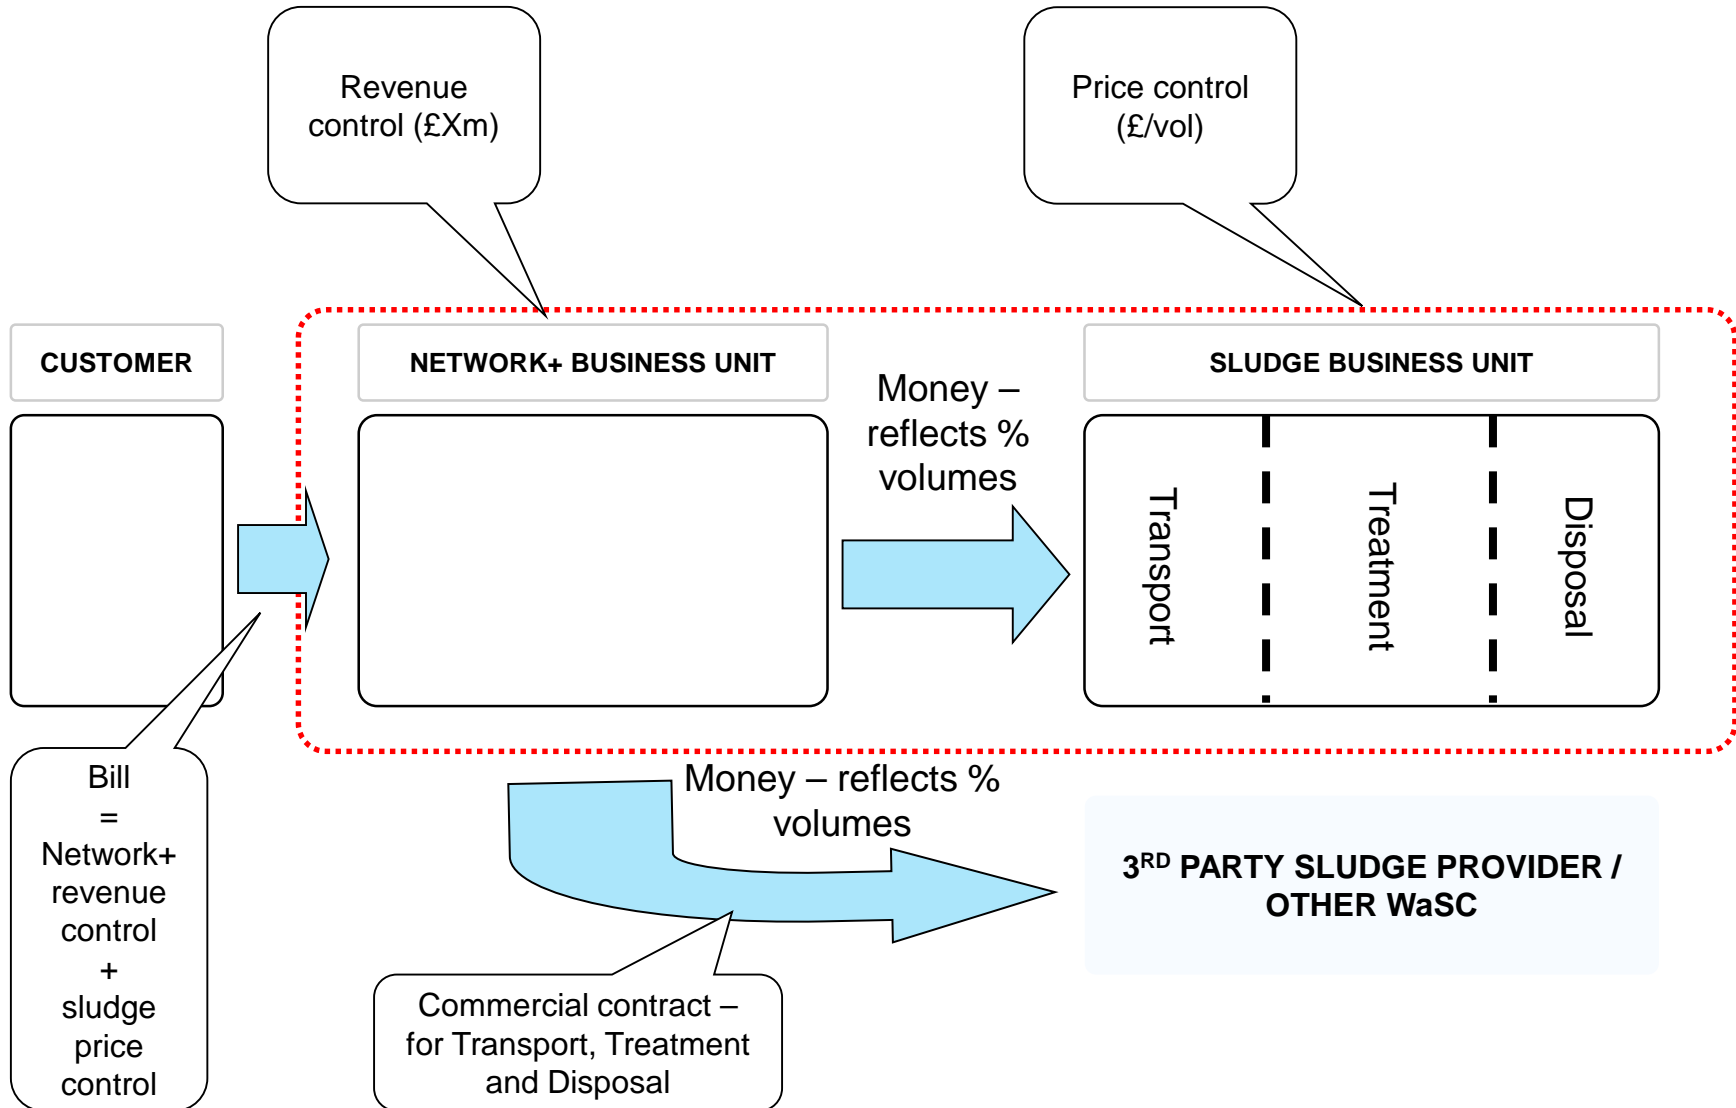 Revenue
control (£Xm)
Price control
(£/vol)
CUSTOMER
NETWORK+ BUSINESS UNIT
SLUDGE BUSINESS UNIT
Money –
reflects %
volumes
Transport
Treatment
Disposal
Bill
=
Network+
revenue
control
+
sludge
price
control
Money – reflects %
volumes
3RD PARTY SLUDGE PROVIDER /
OTHER WaSC
Commercial contract –
for Transport, Treatment
and Disposal